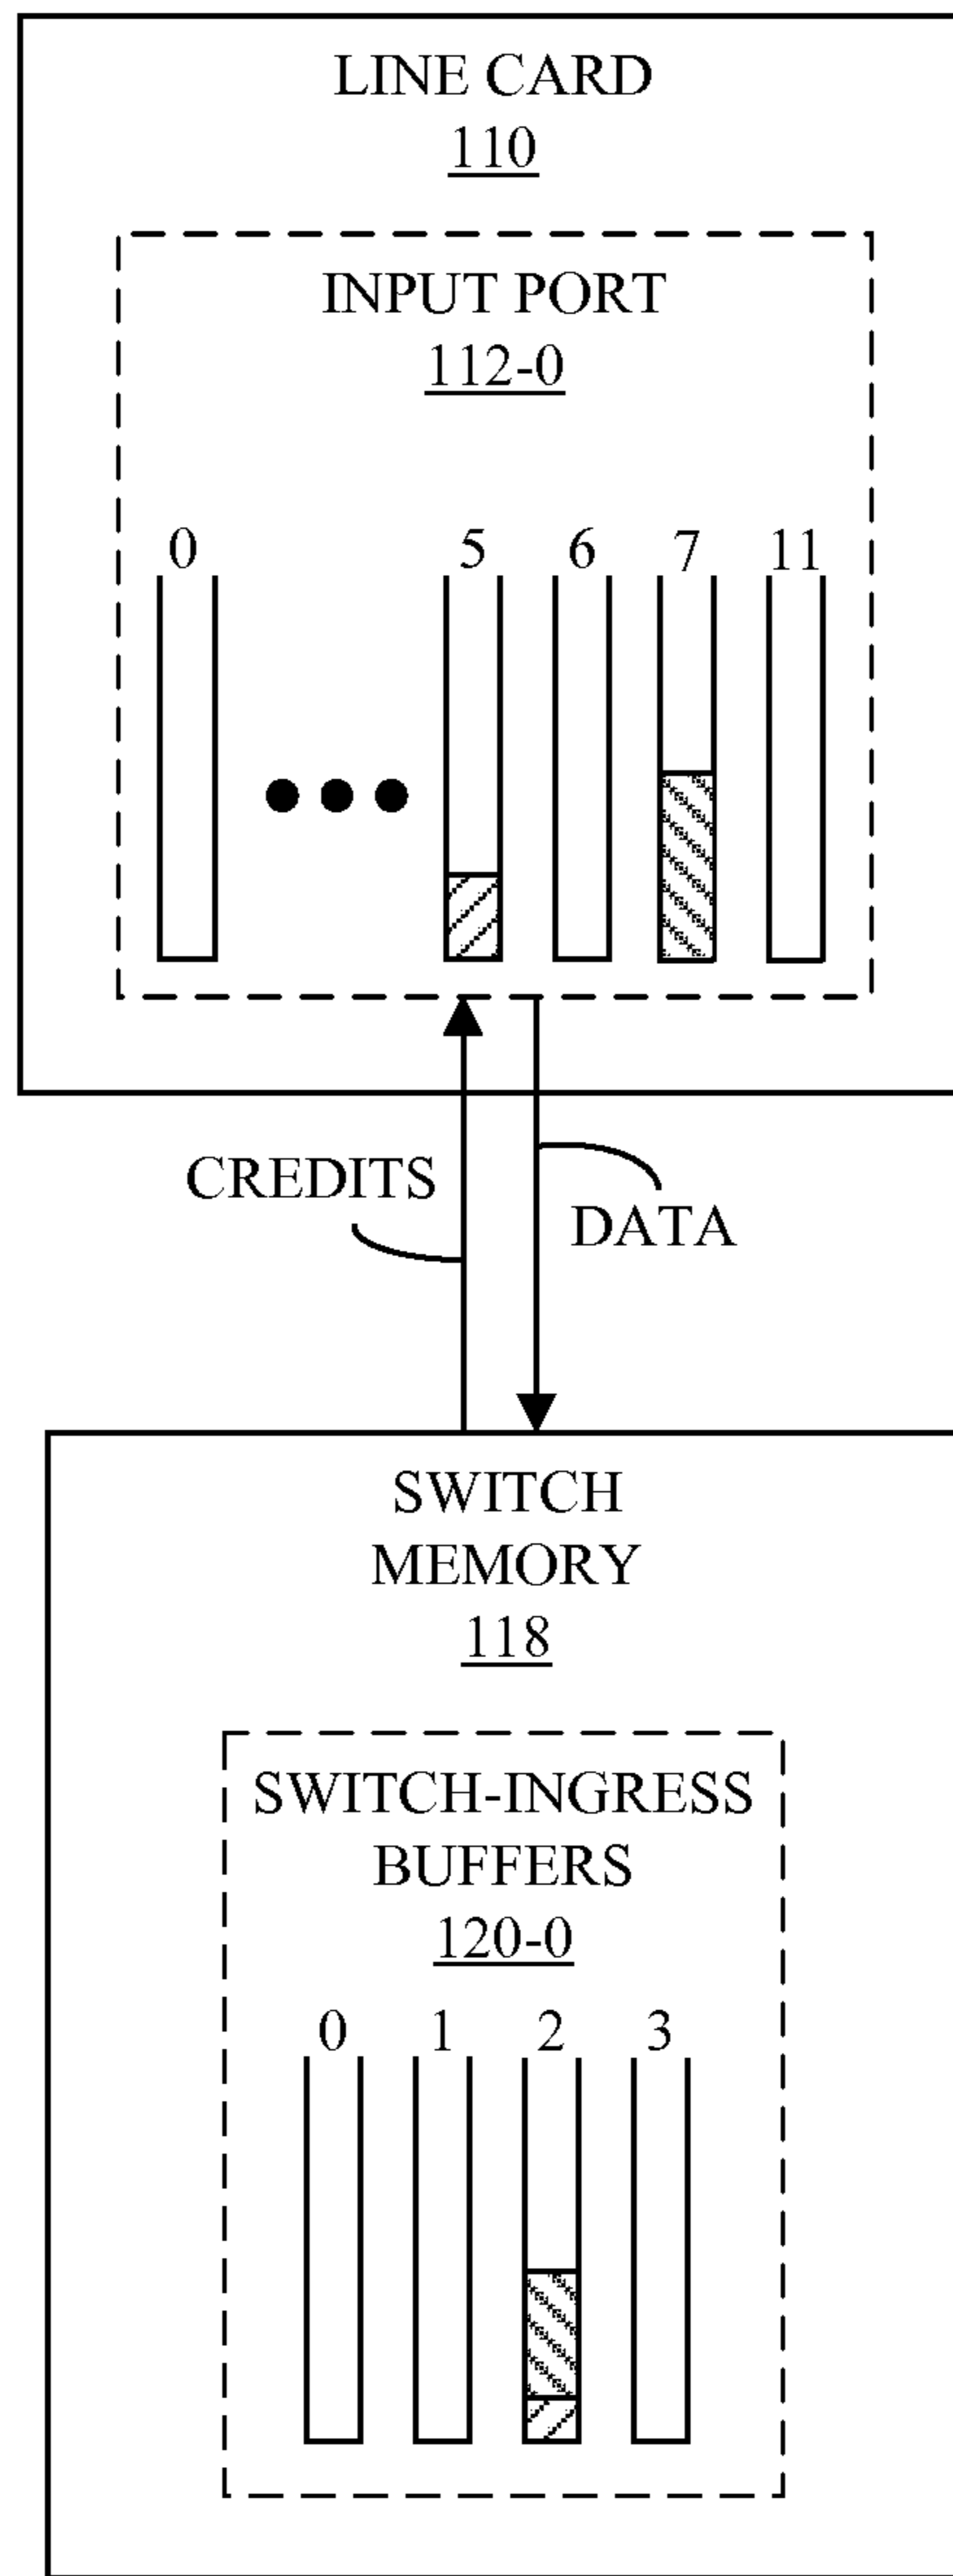 LINE CARD
110
INPUT PORT
112-0
0 5 6 7 11
CREDITS
DATA
SWITCH
MEMORY
118
SWITCH-INGRESS
BUFFERS
120-0
0 1 2 3